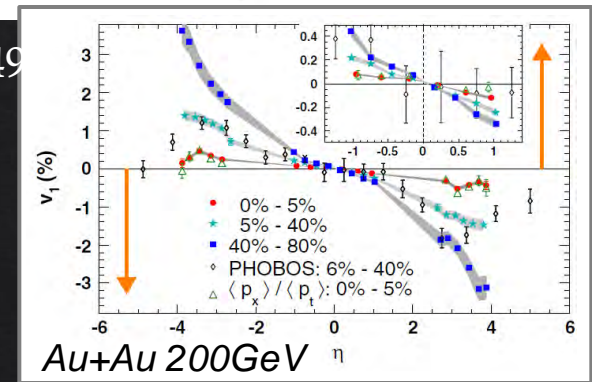 49
3
2
1
0
-1
-2
-3
v₁ (%)
0.4
0.2
0
0.2
0.4
-1
-0.5
0
0.5
1
0% - 5%
5% - 40%
40% - 80%
PHOBOS: 6% - 40%
⟨ pₓ ⟩ / ⟨ pₜ ⟩: 0% - 5%
-6 -4 -2 0 2 4 6
Au+Au 200GeV η